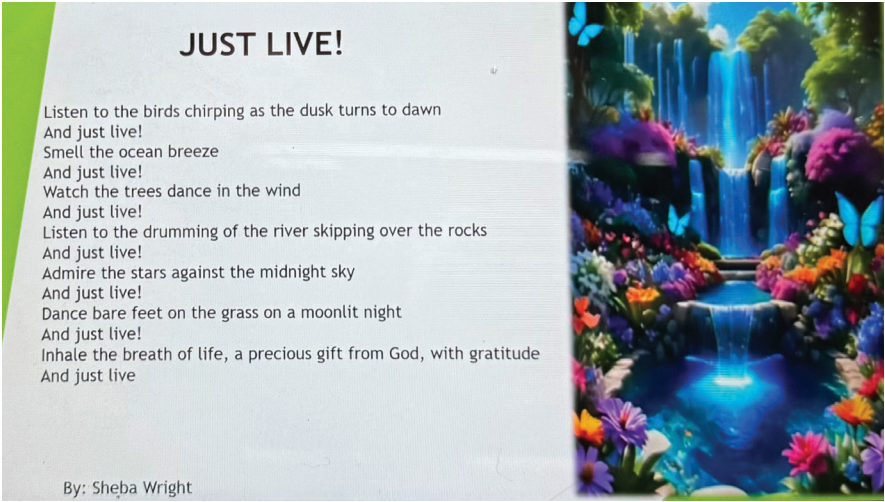 JUST LIVE!
Listen to the birds chirping as the dusk turns to dawn
And just live!
Smell the ocean breeze
And just live!
Watch the trees dance in the wind
And just live!
Listen to the drumming of the river skipping over the rocks
And just live!
Admire the stars against the midnight sky
And just live!
Dance bare feet on the grass on a moonlit night
And just live!
Inhale the breath of life, a precious gift from God, with gratitude
And just live
By: Sheba Wright